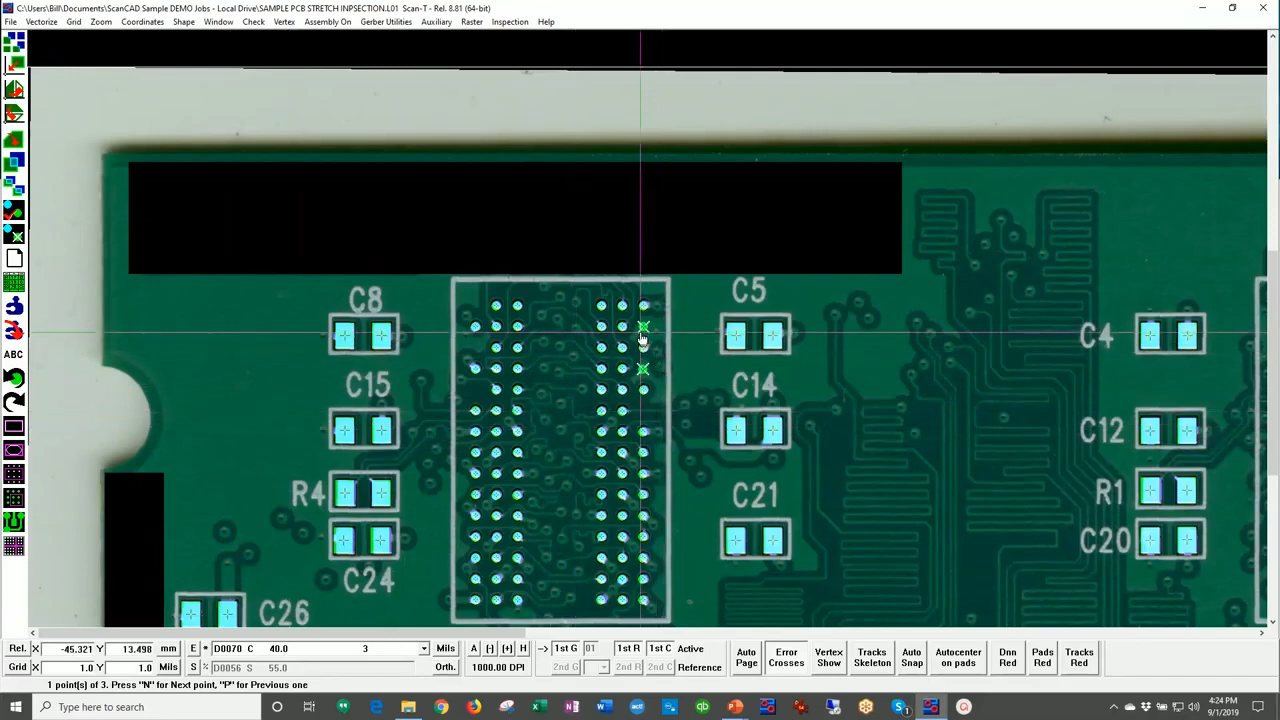 C:\Users\Bill\Documents\ScanCAD Sample DEMO Jobs - Local Drive\SAMPLE PCB STRETCH INPSECTION.L01  Scan-T - Rel. 8.81 (64-bit)
File Vectorize Grid Zoom Coordinates Shape Window Check Vertex Assembly On Gerber Utilities Auxiliary Raster Inspection Help
C8 C5
C4
C15 C14
C12
R4 C21 R1
C20
C24
C26
ABC
Rel. X -45.321 Y 13.498 mm E * D0070 C 40.0 3 Mils A [-] [+] H --> 1st G 01 1st R 1st C Active
Grid X 1.0 Y 1.0 Mils S % D0056 S 55.0 Orth. 1000.00 DPI 2nd G 2nd R 2nd C Reference
Auto Page Error Crosses Vertex Show Tracks Skeleton Auto Snap Autocenter on pads Dnn Red Pads Red Tracks Red
1 point(s) of 3. Press "N" for Next point, "P" for Previous one
Type here to search
4:24 PM
9/1/2019